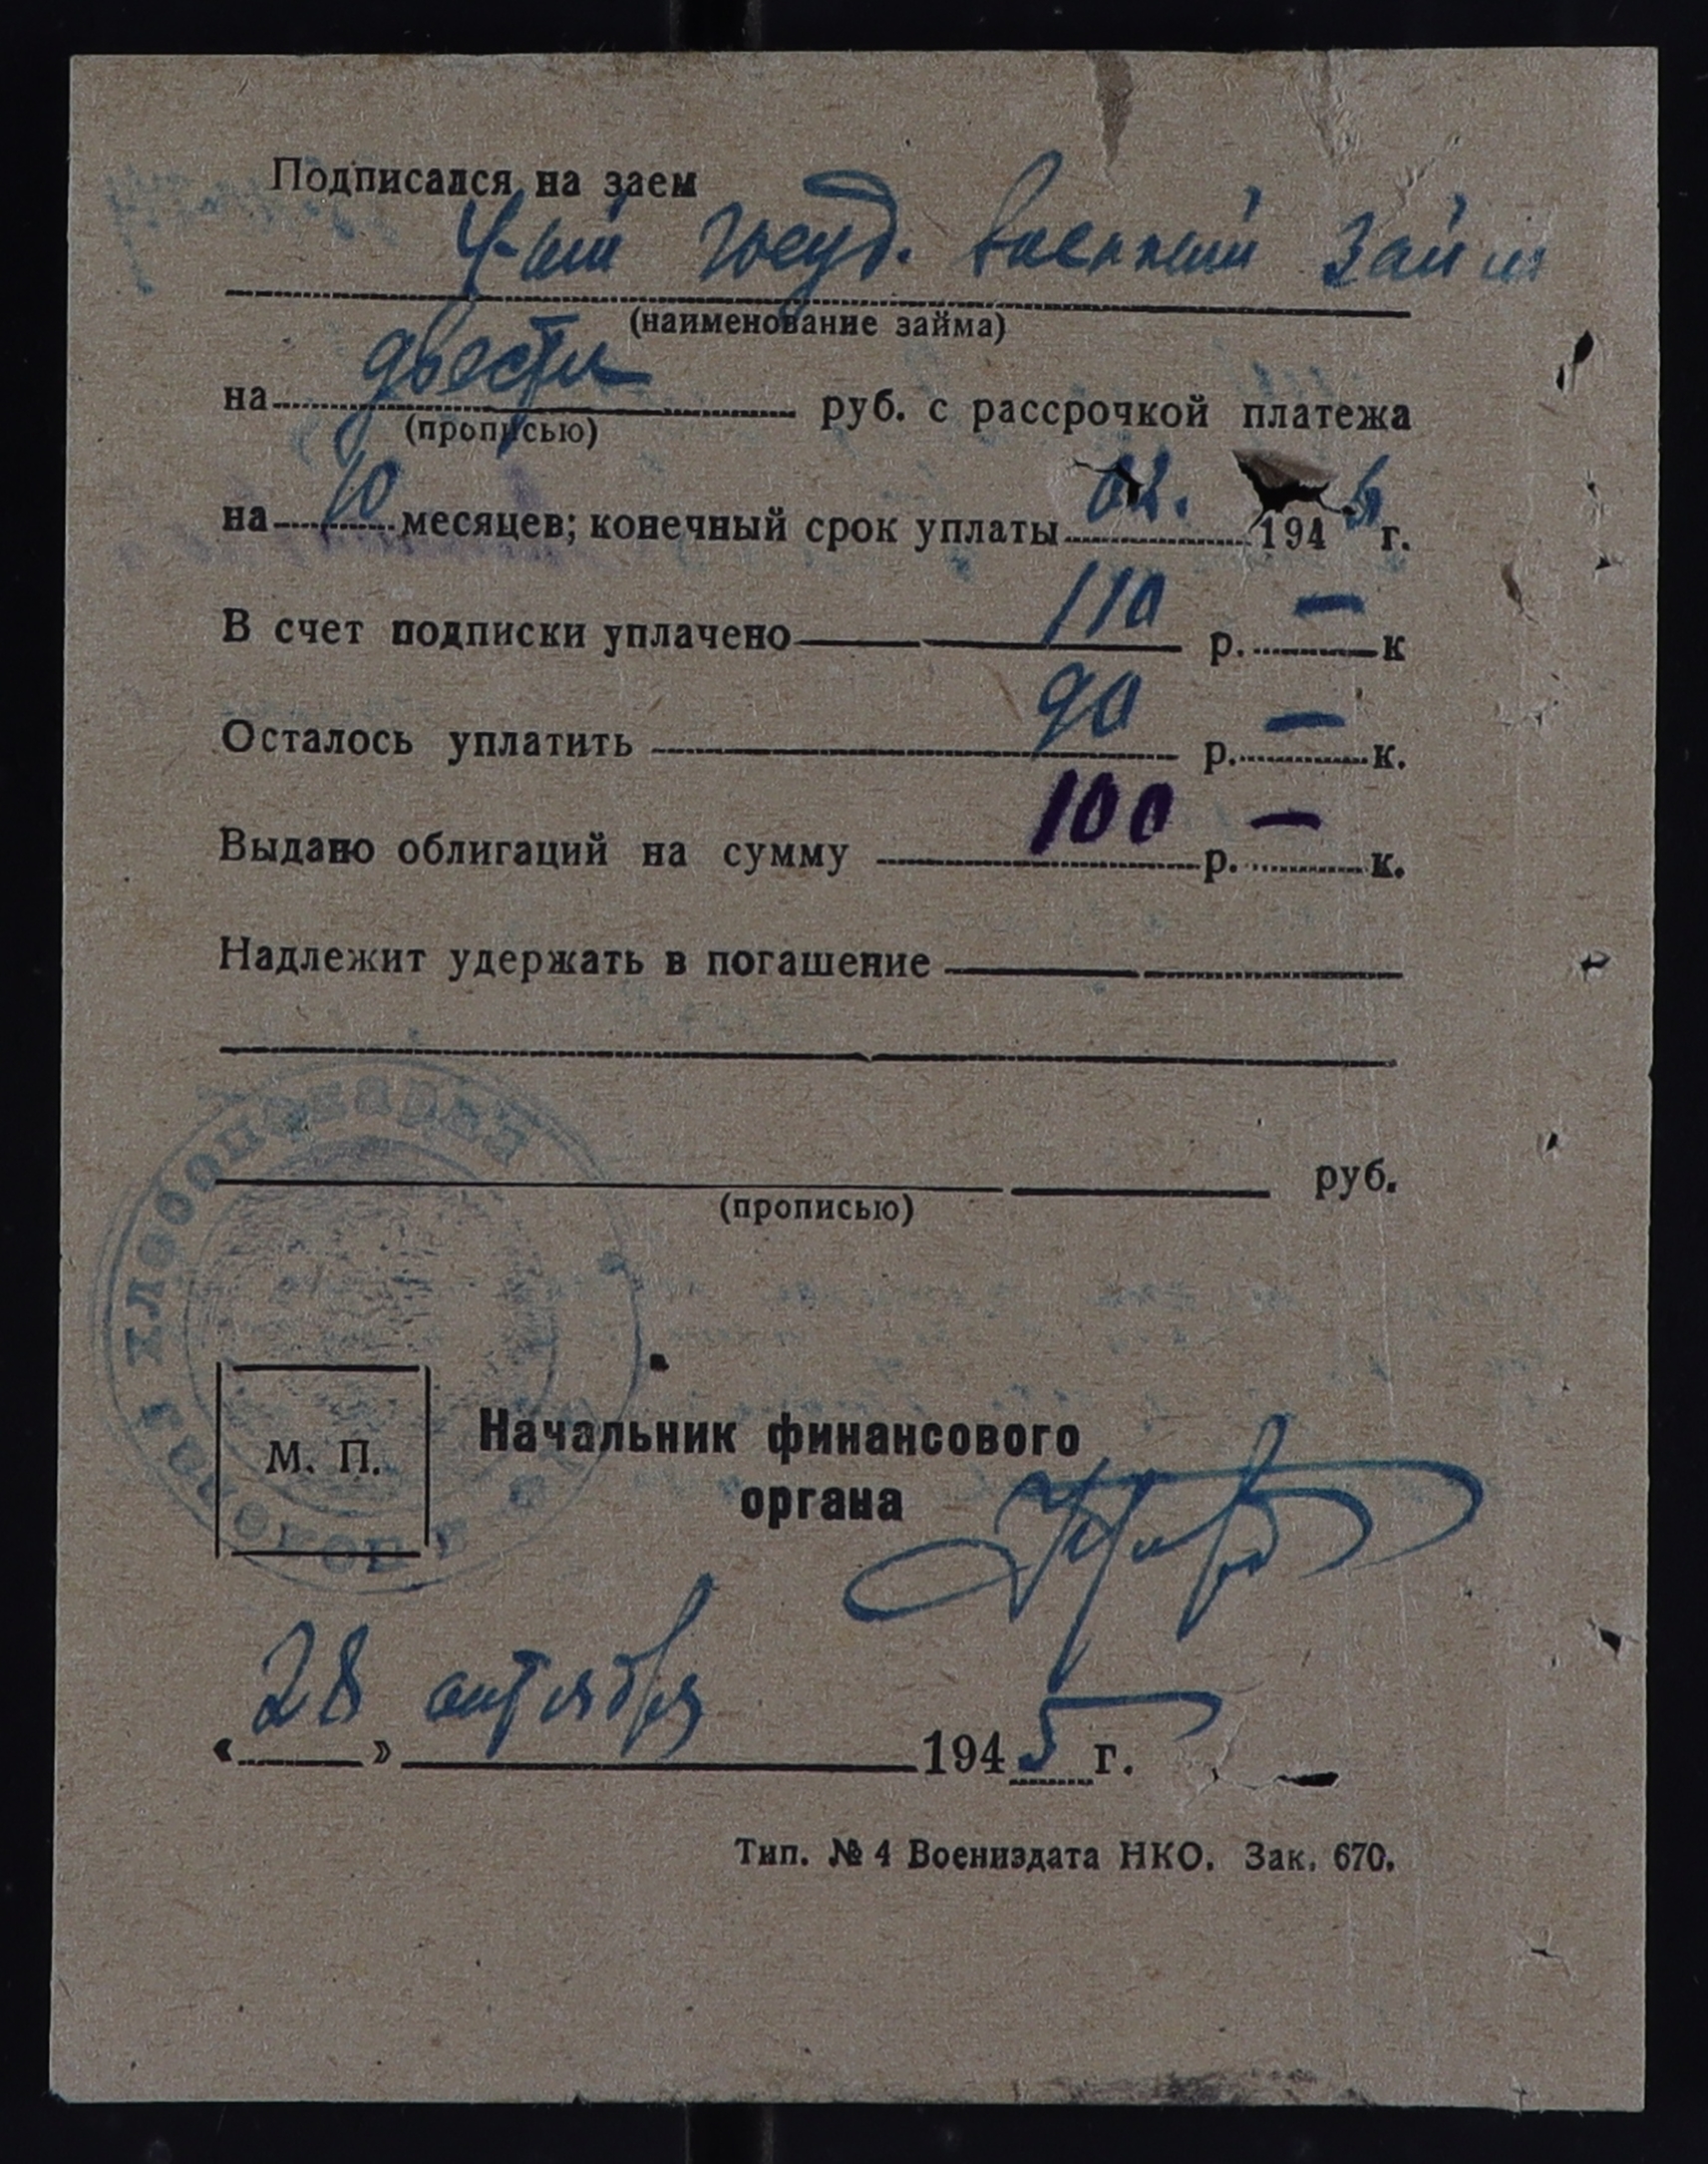 Подписался на заем
4-ый госуд. военный займ
(наименование займа)
двести
на руб. с рассрочкой платежа
(прописью)
на 10 месяцев; конечный срок уплаты 194 г.
В счет подписки уплачено 110 р. — к
Осталось уплатить 90 р. — к.
Выдано облигаций на сумму 100 р. — к.
Надлежит удержать в погашение
руб.
(прописью)
хлебопекарня
М. П.
Начальник финансового
органа
«28» октября 1945 г.
Тип. № 4 Воениздата НКО. Зак. 670.